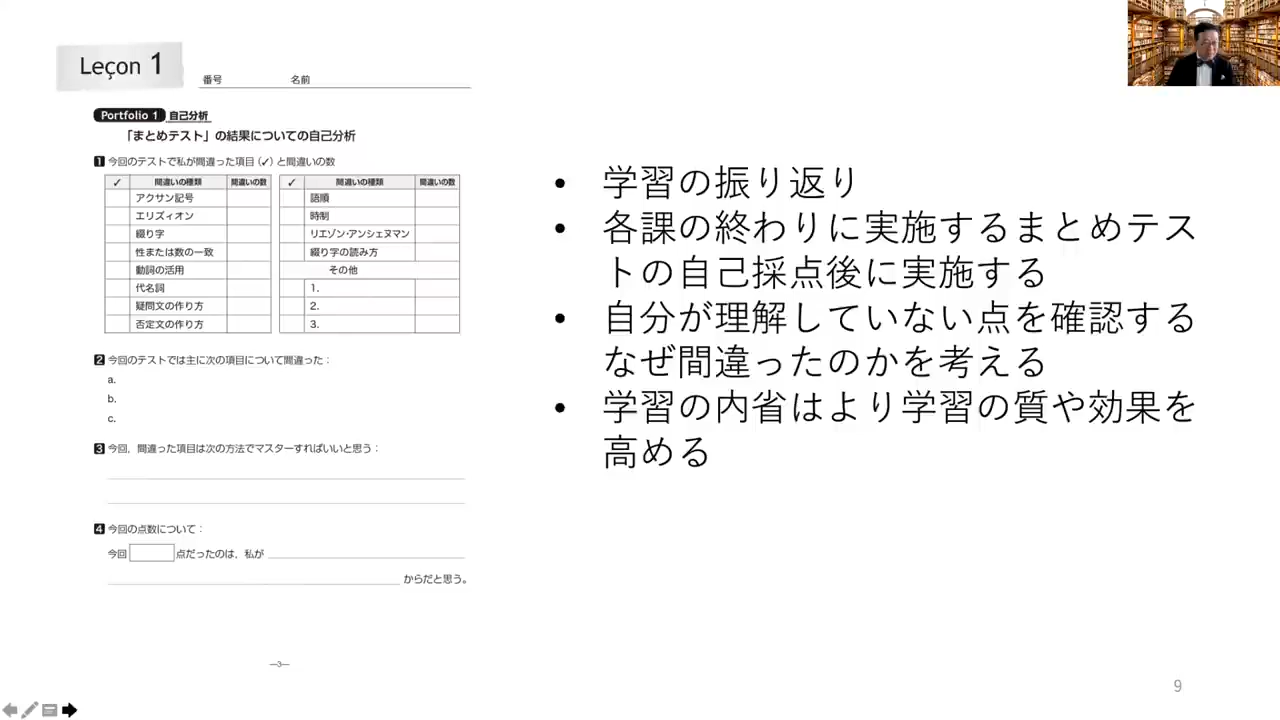 Leçon 1
番号 名前
Portfolio 1 自己分析
「まとめテスト」の結果についての自己分析
1 今回のテストで私が間違った項目(✓)と間違いの数
✓ 間違いの種類 間違いの数 ✓ 間違いの種類 間違いの数
アクサン記号 語順
エリズィオン 時制
綴り字 リエゾン・アンシェヌマン
性または数の一致 綴り字の読み方
動詞の活用 その他
代名詞 1.
疑問文の作り方 2.
否定文の作り方 3.
2 今回のテストでは主に次の項目について間違った：
a.
b.
c.
3 今回，間違った項目は次の方法でマスターすればいいと思う：
4 今回の点数について：
今回 点だったのは，私が
からだと思う。
—3—
• 学習の振り返り
• 各課の終わりに実施するまとめテス
トの自己採点後に実施する
• 自分が理解していない点を確認する
なぜ間違ったのかを考える
• 学習の内省はより学習の質や効果を
高める
9